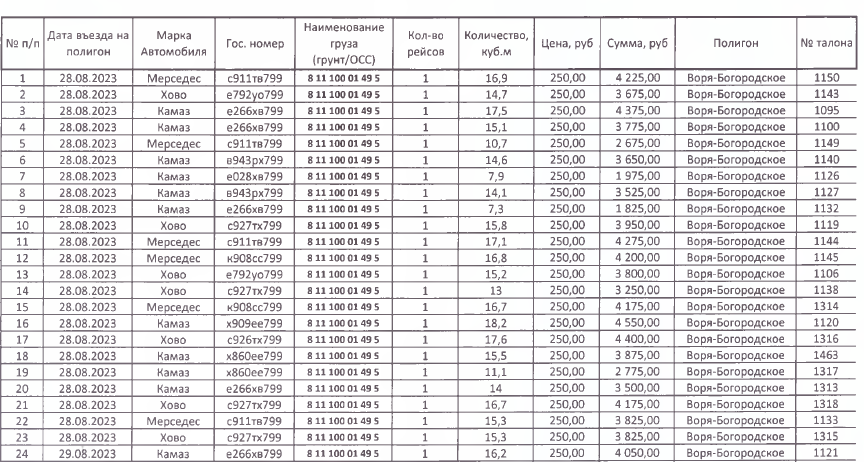 № п/п | Дата въезда на полигон | Марка Автомобиля | Гос. номер | Наименование груза (грунт/ОСС) | Кол-во рейсов | Количество, куб.м | Цена, руб | Сумма, руб | Полигон | № талона
1 | 28.08.2023 | Мерседес | с911тв799 | 8 11 100 01 49 5 | 1 | 16,9 | 250,00 | 4 225,00 | Воря-Богородское | 1150
2 | 28.08.2023 | Хово | е792уо799 | 8 11 100 01 49 5 | 1 | 14,7 | 250,00 | 3 675,00 | Воря-Богородское | 1143
3 | 28.08.2023 | Камаз | е266хв799 | 8 11 100 01 49 5 | 1 | 17,5 | 250,00 | 4 375,00 | Воря-Богородское | 1095
4 | 28.08.2023 | Камаз | е266хв799 | 8 11 100 01 49 5 | 1 | 15,1 | 250,00 | 3 775,00 | Воря-Богородское | 1100
5 | 28.08.2023 | Мерседес | с911тв799 | 8 11 100 01 49 5 | 1 | 10,7 | 250,00 | 2 675,00 | Воря-Богородское | 1149
6 | 28.08.2023 | Камаз | в943рх799 | 8 11 100 01 49 5 | 1 | 14,6 | 250,00 | 3 650,00 | Воря-Богородское | 1140
7 | 28.08.2023 | Камаз | е028хв799 | 8 11 100 01 49 5 | 1 | 7,9 | 250,00 | 1 975,00 | Воря-Богородское | 1126
8 | 28.08.2023 | Камаз | в943рх799 | 8 11 100 01 49 5 | 1 | 14,1 | 250,00 | 3 525,00 | Воря-Богородское | 1127
9 | 28.08.2023 | Камаз | е266хв799 | 8 11 100 01 49 5 | 1 | 7,3 | 250,00 | 1 825,00 | Воря-Богородское | 1132
10 | 28.08.2023 | Хово | с927тх799 | 8 11 100 01 49 5 | 1 | 15,8 | 250,00 | 3 950,00 | Воря-Богородское | 1119
11 | 28.08.2023 | Мерседес | с911тв799 | 8 11 100 01 49 5 | 1 | 17,1 | 250,00 | 4 275,00 | Воря-Богородское | 1144
12 | 28.08.2023 | Мерседес | к908сс799 | 8 11 100 01 49 5 | 1 | 16,8 | 250,00 | 4 200,00 | Воря-Богородское | 1145
13 | 28.08.2023 | Хово | е792уо799 | 8 11 100 01 49 5 | 1 | 15,2 | 250,00 | 3 800,00 | Воря-Богородское | 1106
14 | 28.08.2023 | Хово | с927тх799 | 8 11 100 01 49 5 | 1 | 13 | 250,00 | 3 250,00 | Воря-Богородское | 1138
15 | 28.08.2023 | Мерседес | к908сс799 | 8 11 100 01 49 5 | 1 | 16,7 | 250,00 | 4 175,00 | Воря-Богородское | 1314
16 | 28.08.2023 | Камаз | х909ее799 | 8 11 100 01 49 5 | 1 | 18,2 | 250,00 | 4 550,00 | Воря-Богородское | 1120
17 | 28.08.2023 | Хово | с926тх799 | 8 11 100 01 49 5 | 1 | 17,6 | 250,00 | 4 400,00 | Воря-Богородское | 1316
18 | 28.08.2023 | Камаз | х860ее799 | 8 11 100 01 49 5 | 1 | 15,5 | 250,00 | 3 875,00 | Воря-Богородское | 1463
19 | 28.08.2023 | Камаз | х860ее799 | 8 11 100 01 49 5 | 1 | 11,1 | 250,00 | 2 775,00 | Воря-Богородское | 1317
20 | 28.08.2023 | Камаз | е266хв799 | 8 11 100 01 49 5 | 1 | 14 | 250,00 | 3 500,00 | Воря-Богородское | 1313
21 | 28.08.2023 | Хово | с927тх799 | 8 11 100 01 49 5 | 1 | 16,7 | 250,00 | 4 175,00 | Воря-Богородское | 1318
22 | 28.08.2023 | Мерседес | с911тв799 | 8 11 100 01 49 5 | 1 | 15,3 | 250,00 | 3 825,00 | Воря-Богородское | 1133
23 | 28.08.2023 | Хово | с927тх799 | 8 11 100 01 49 5 | 1 | 15,3 | 250,00 | 3 825,00 | Воря-Богородское | 1315
24 | 29.08.2023 | Камаз | е266хв799 | 8 11 100 01 49 5 | 1 | 16,2 | 250,00 | 4 050,00 | Воря-Богородское | 1121